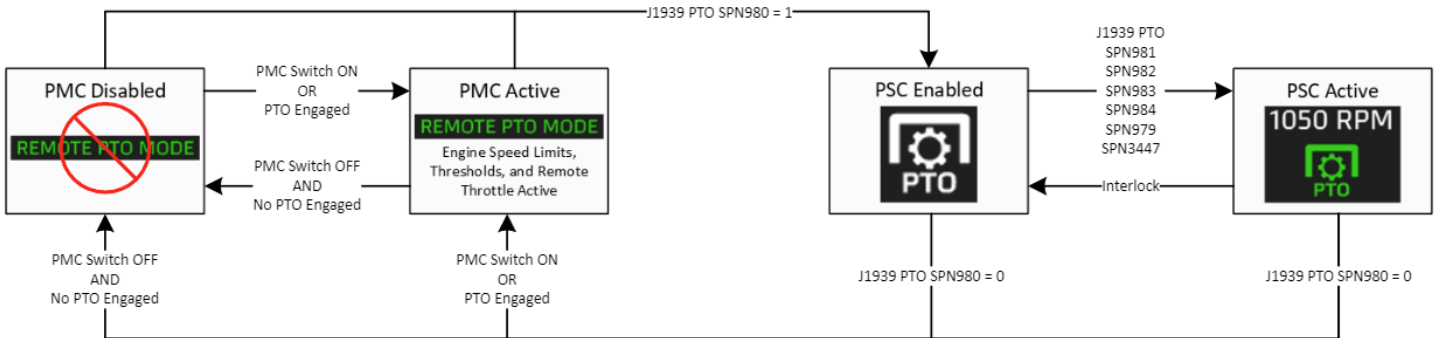 J1939 PTO SPN980 = 1
PMC Disabled
REMOTE PTO MODE
PMC Switch ON
OR
PTO Engaged
PMC Switch OFF
AND
No PTO Engaged
PMC Active
REMOTE PTO MODE
Engine Speed Limits,
Thresholds, and Remote
Throttle Active
PSC Enabled
PTO
J1939 PTO
SPN981
SPN982
SPN983
SPN984
SPN979
SPN3447
Interlock
PSC Active
1050 RPM
PTO
PMC Switch OFF
AND
No PTO Engaged
PMC Switch ON
OR
PTO Engaged
J1939 PTO SPN980 = 0
J1939 PTO SPN980 = 0